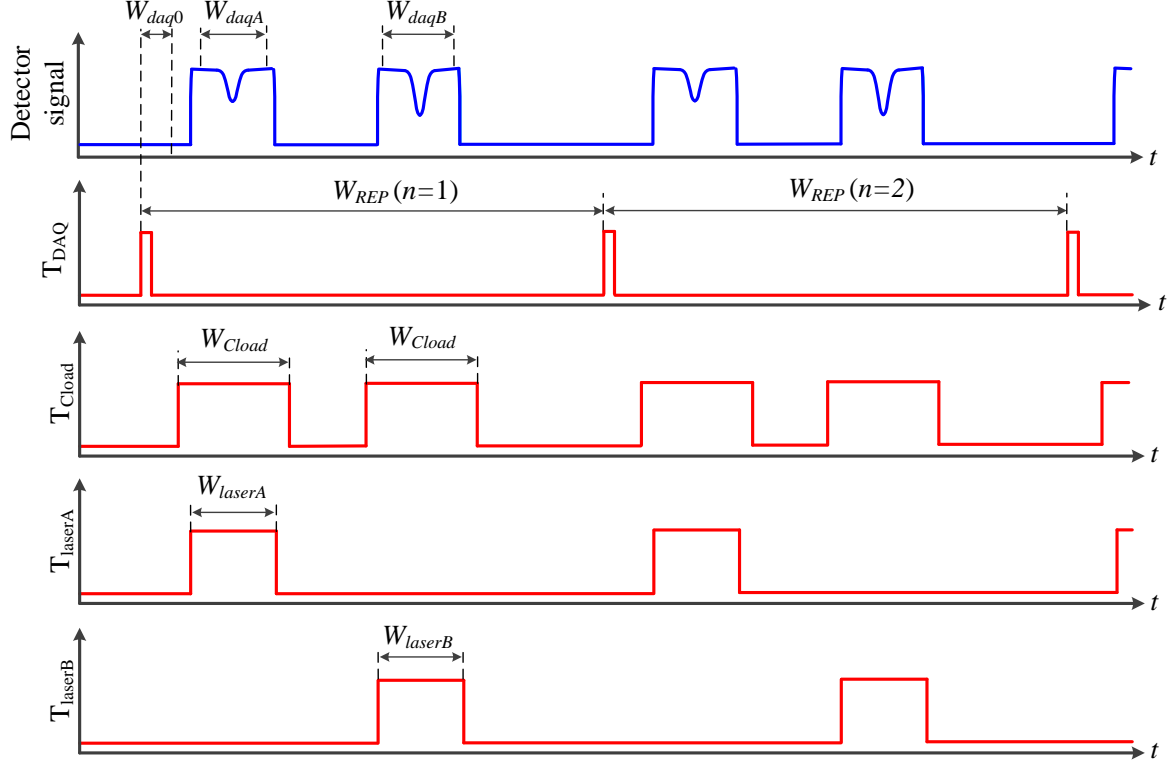 W_daq0 W_daqA W_daqB
Detector
signal
t
W_REP (n=1) W_REP (n=2)
T_DAQ
t
W_Cload W_Cload
T_Cload
t
W_laserA
T_laserA
t
W_laserB
T_laserB
t